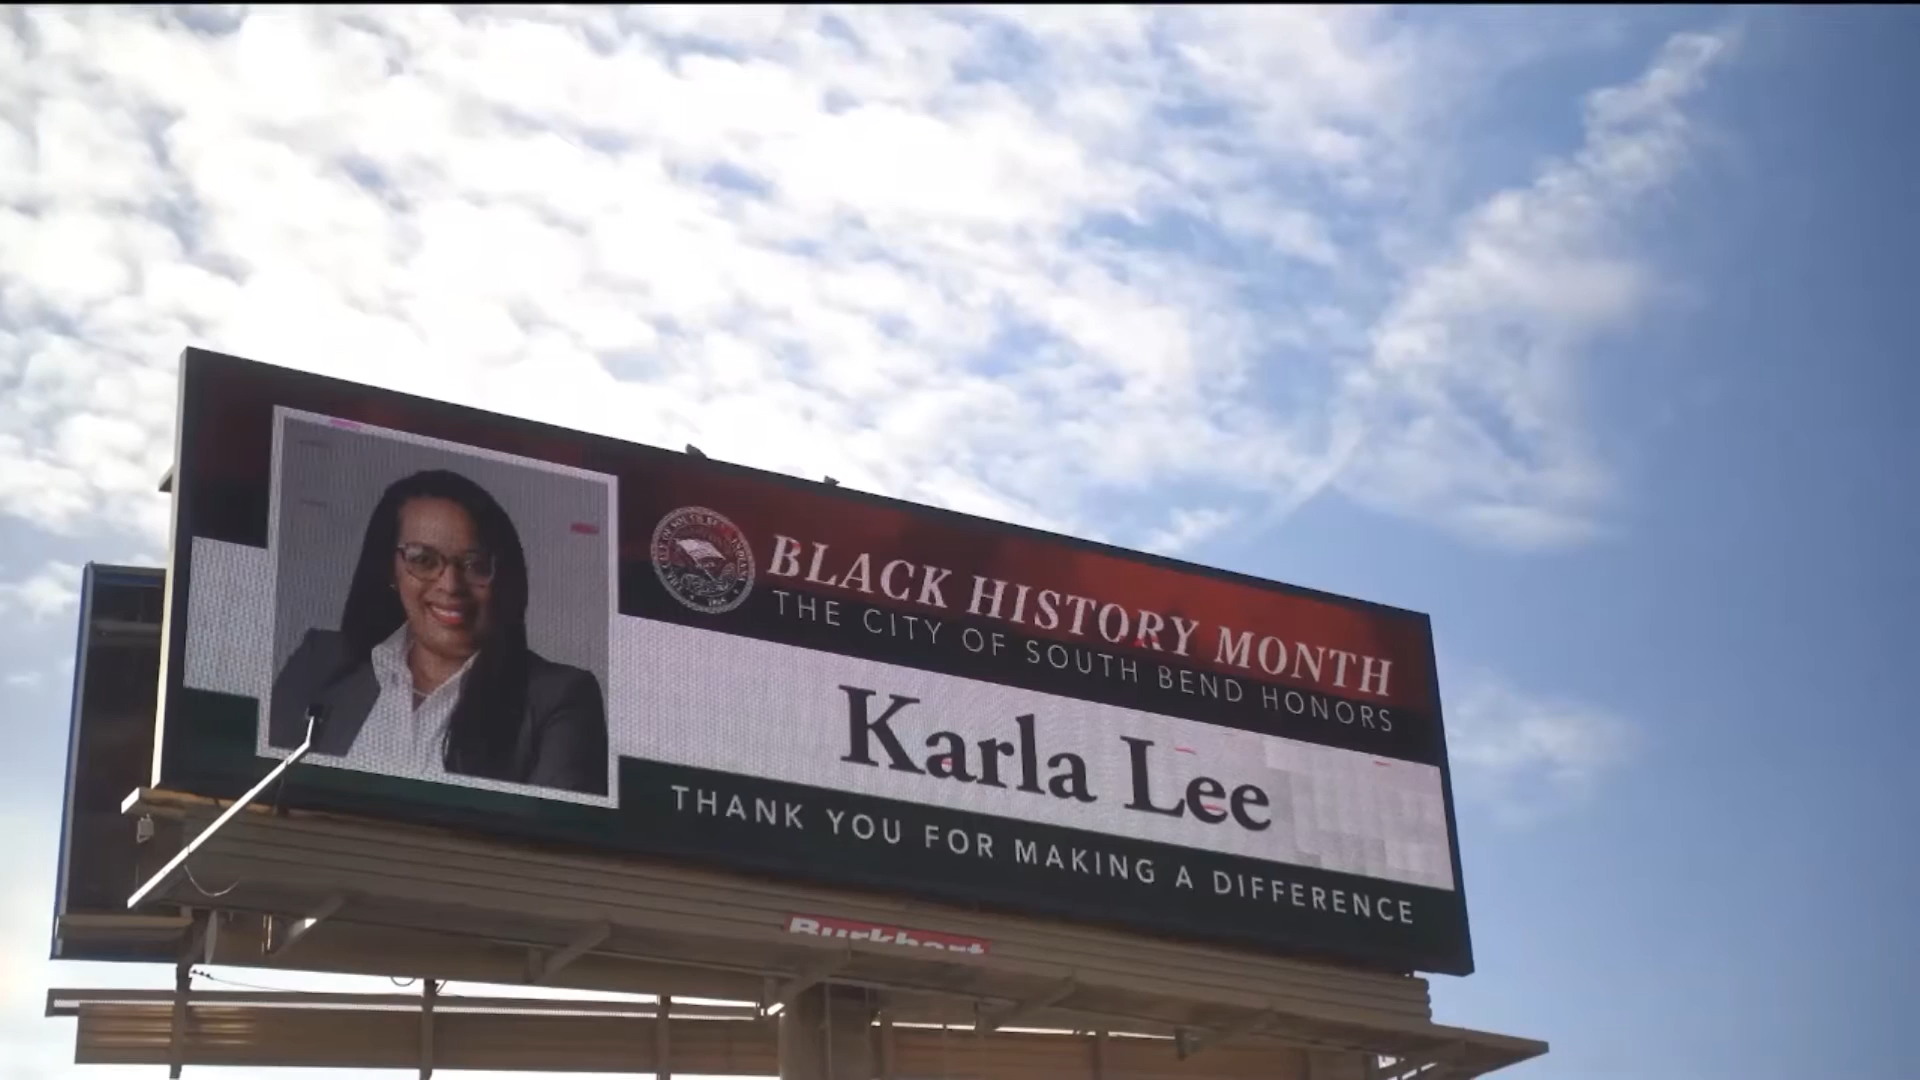 BLACK HISTORY MONTH
THE CITY OF SOUTH BEND HONORS
Karla Lee
THANK YOU FOR MAKING A DIFFERENCE
Burkhart